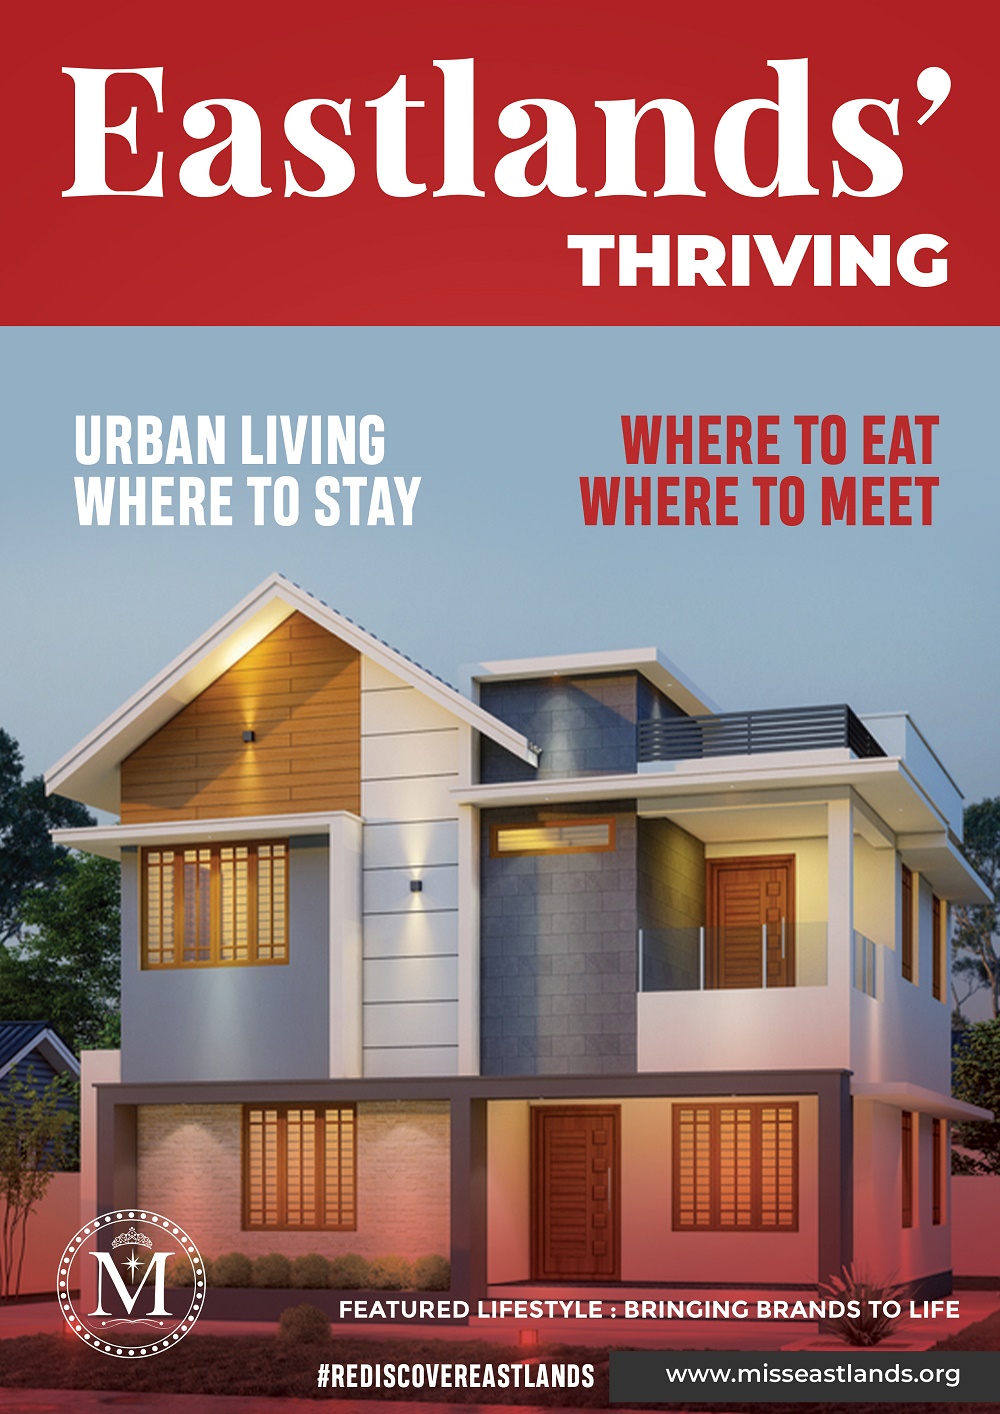 Eastlands’
THRIVING
URBAN LIVING
WHERE TO STAY
WHERE TO EAT
WHERE TO MEET
M
FEATURED LIFESTYLE : BRINGING BRANDS TO LIFE
#REDISCOVEREASTLANDS
www.misseastlands.org